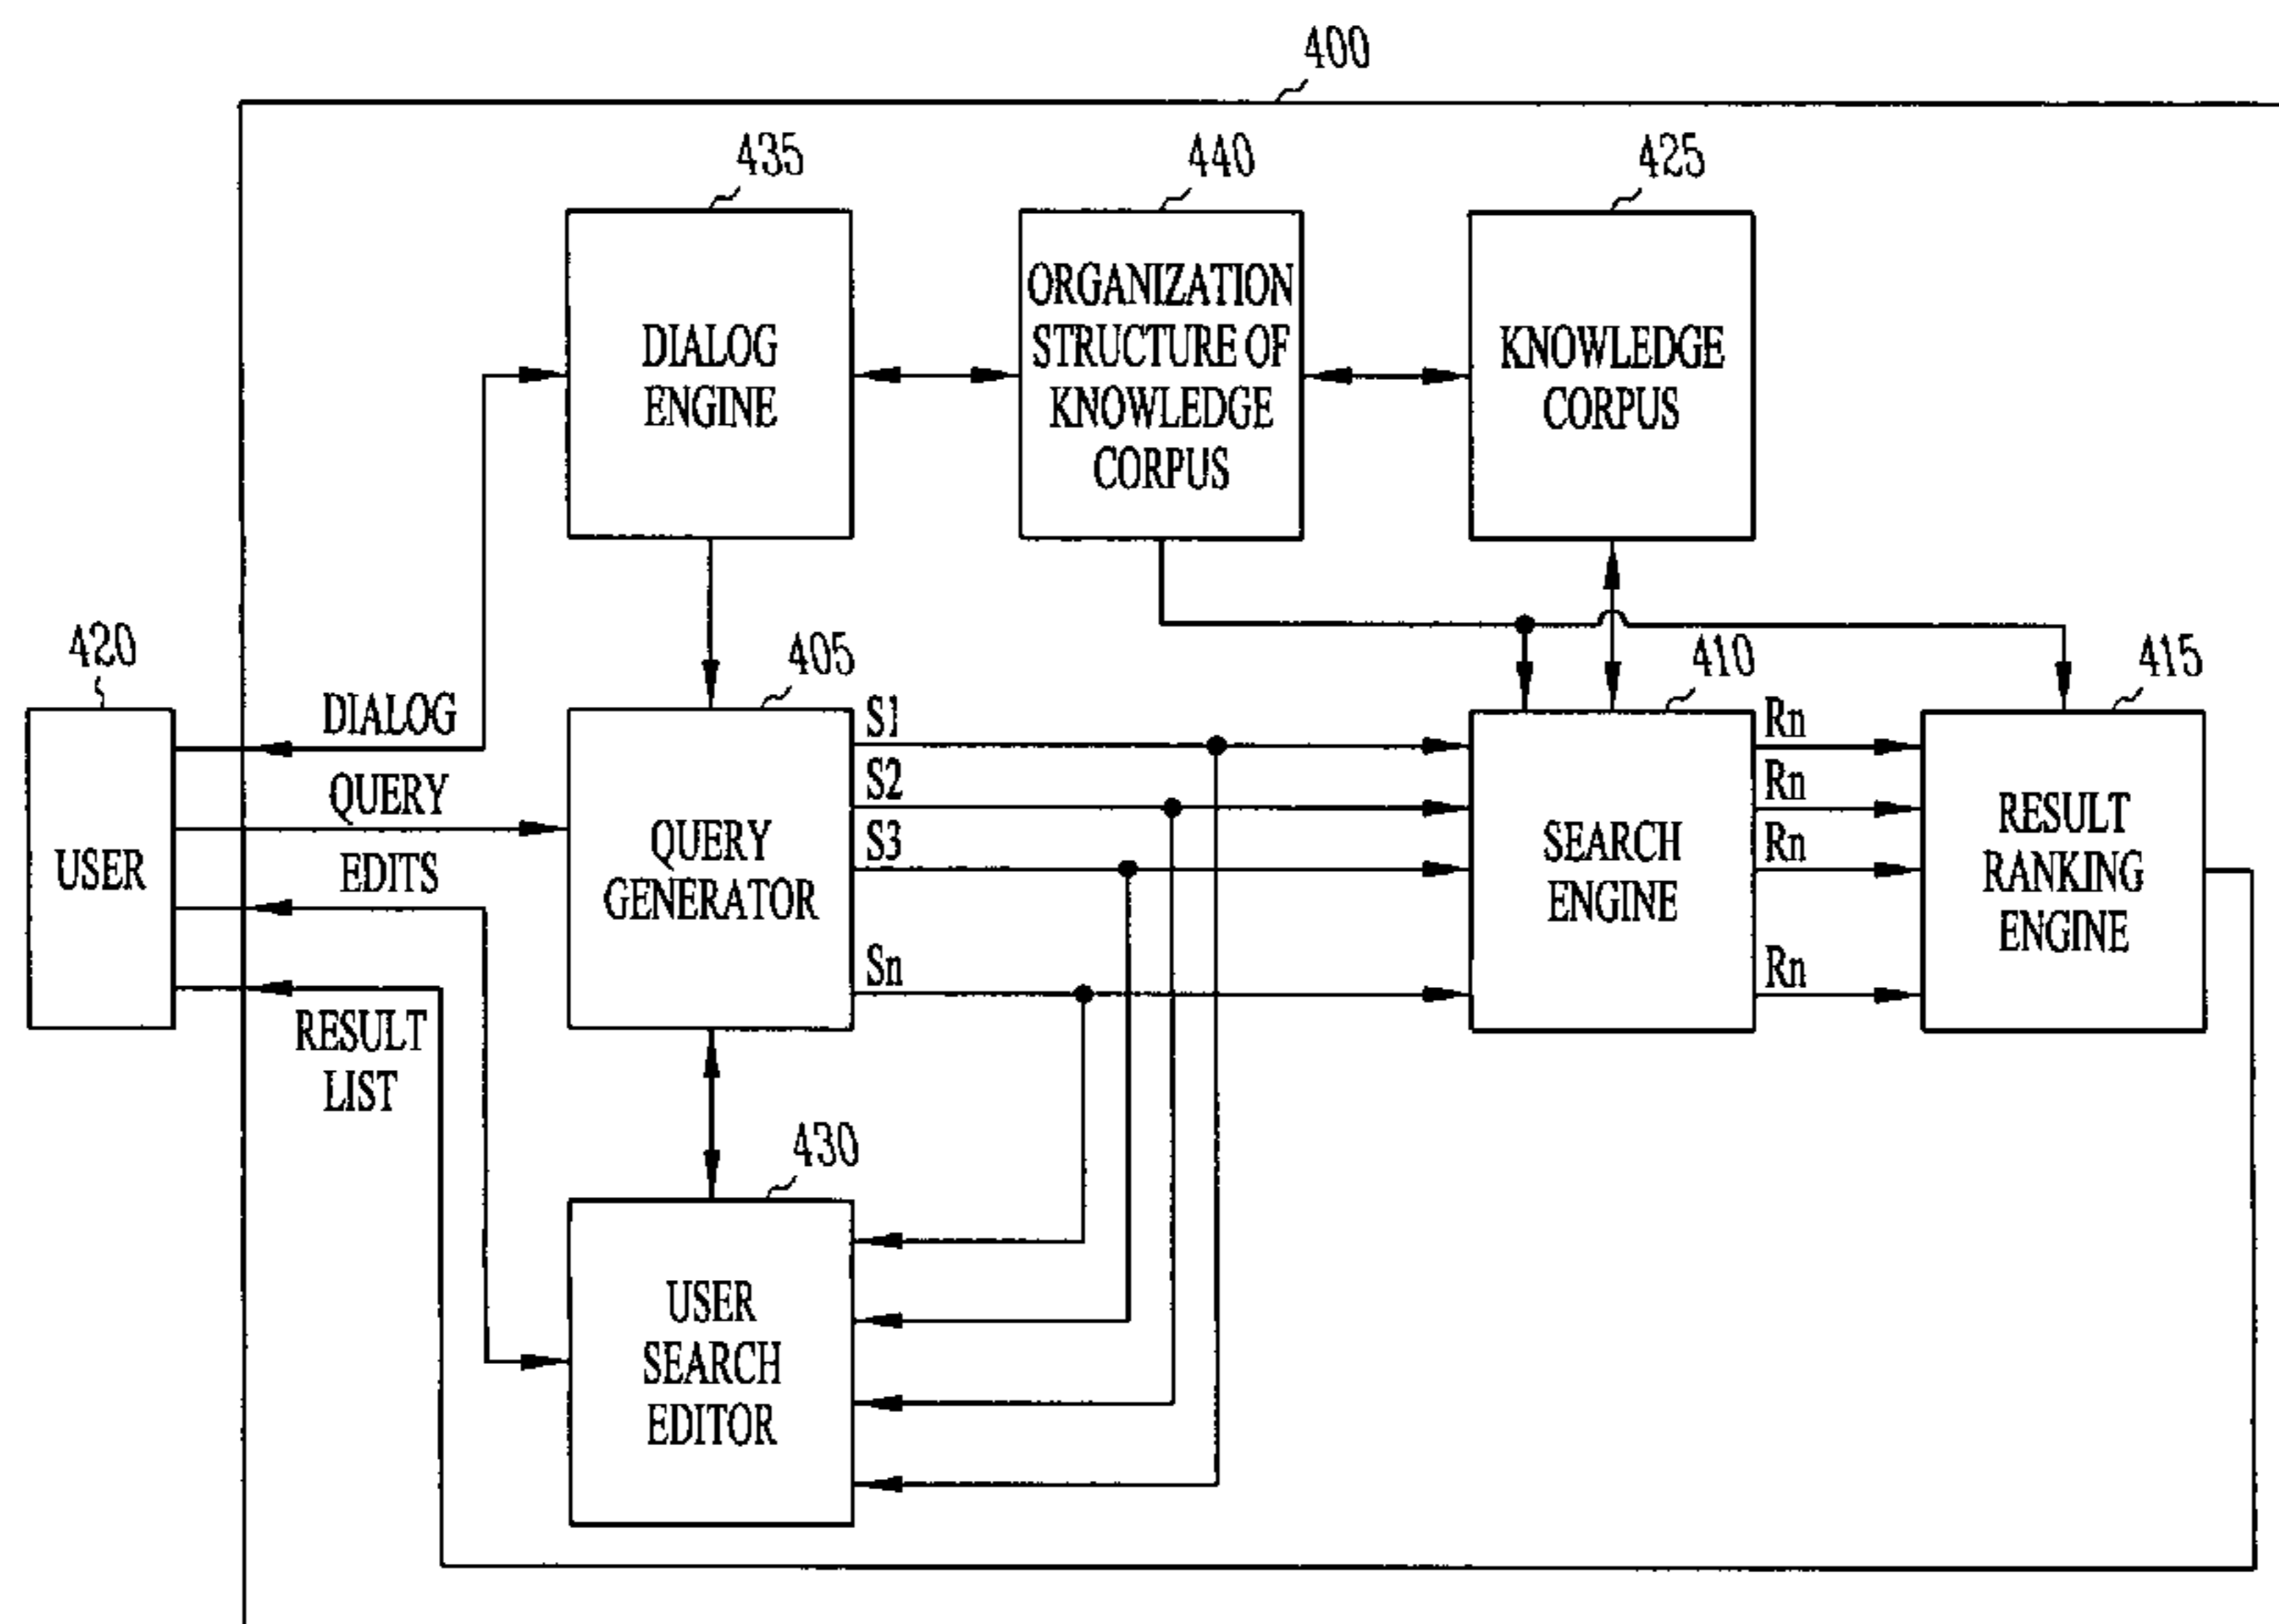 400
435
440
425
DIALOG
ENGINE
ORGANIZATION
STRUCTURE OF
KNOWLEDGE
CORPUS
KNOWLEDGE
CORPUS
420
405
410
415
USER
DIALOG
QUERY
EDITS
RESULT
LIST
QUERY
GENERATOR
S1
S2
S3
Sn
SEARCH
ENGINE
Rn
Rn
Rn
Rn
RESULT
RANKING
ENGINE
430
USER
SEARCH
EDITOR